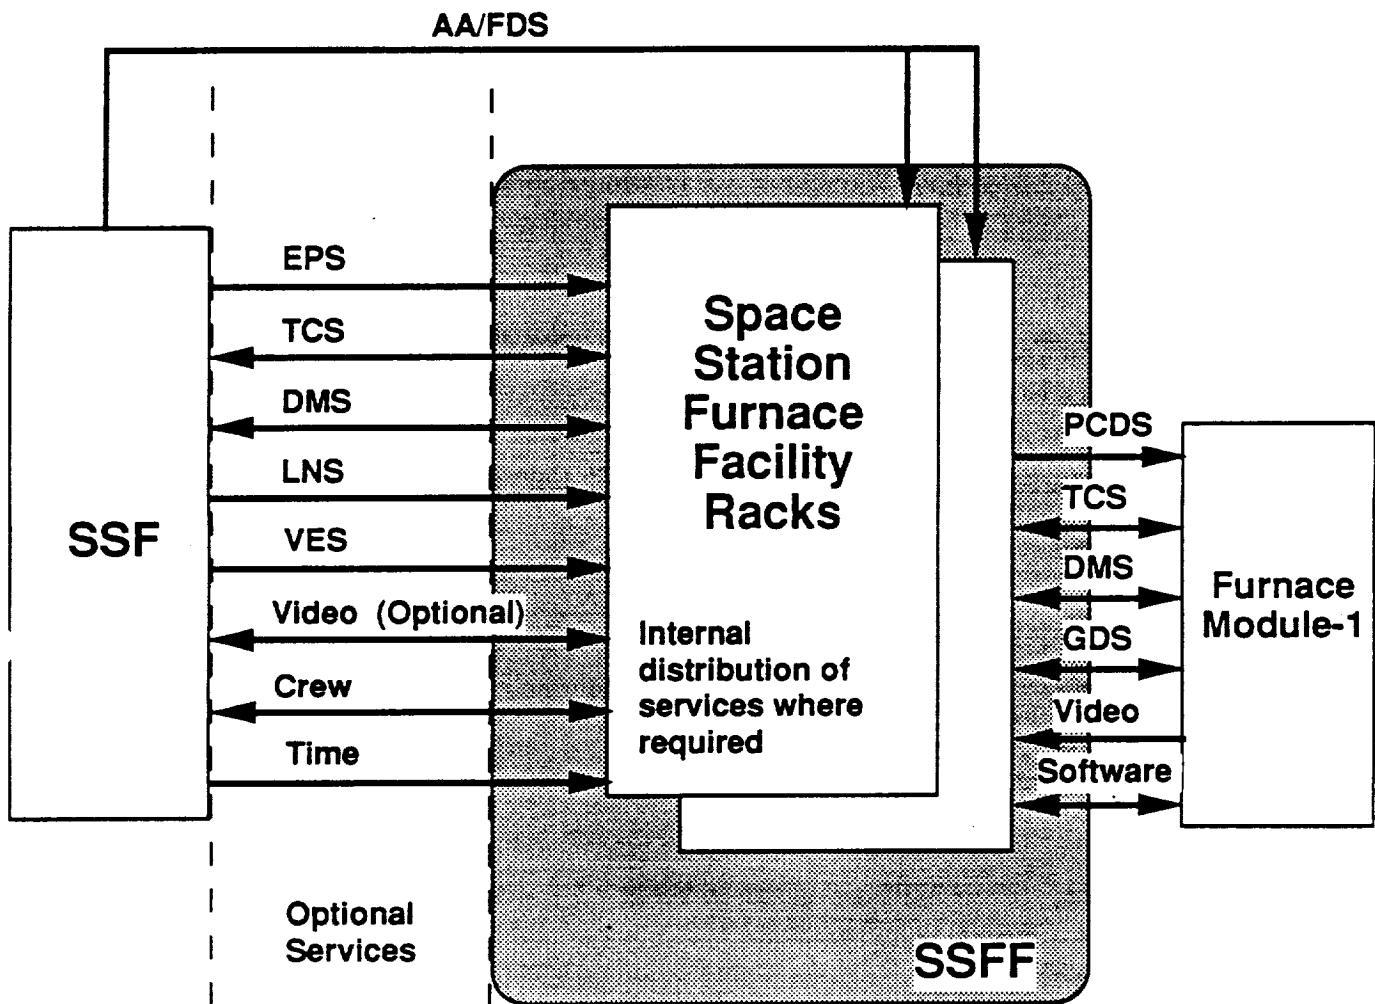 AA/FDS
EPS
TCS
DMS
LNS
VES
Video (Optional)
Crew
Time
SSF
Space
Station
Furnace
Facility
Racks
Internal
distribution of
services where
required
PCDS
TCS
DMS
GDS
Video
Software
Furnace
Module-1
Optional
Services
SSFF